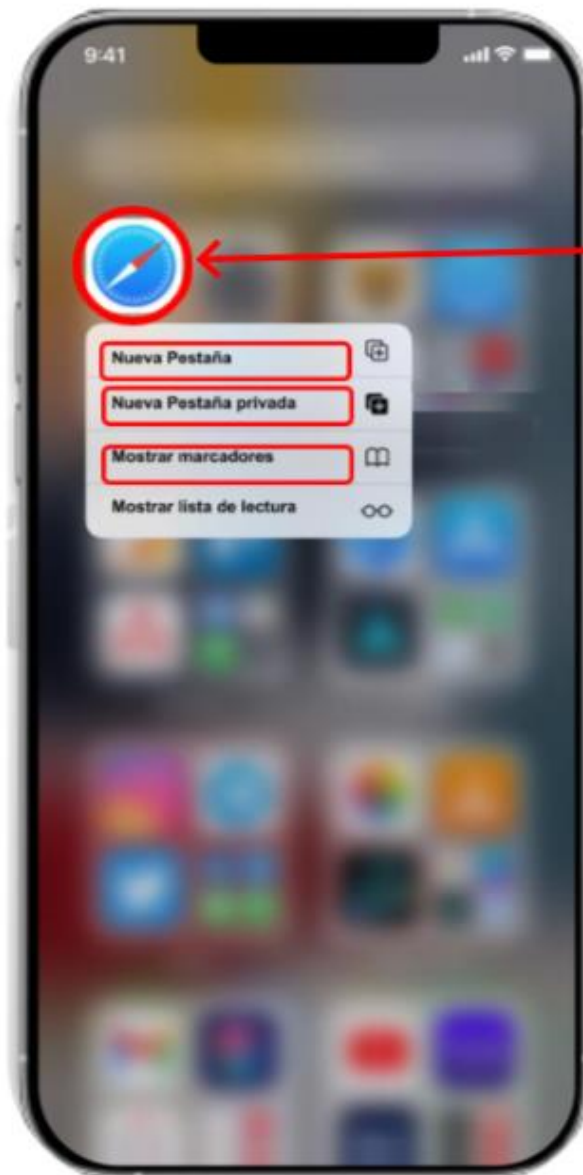 9:41
Nueva Pestaña
Nueva Pestaña privada
Mostrar marcadores
Mostrar lista de lectura